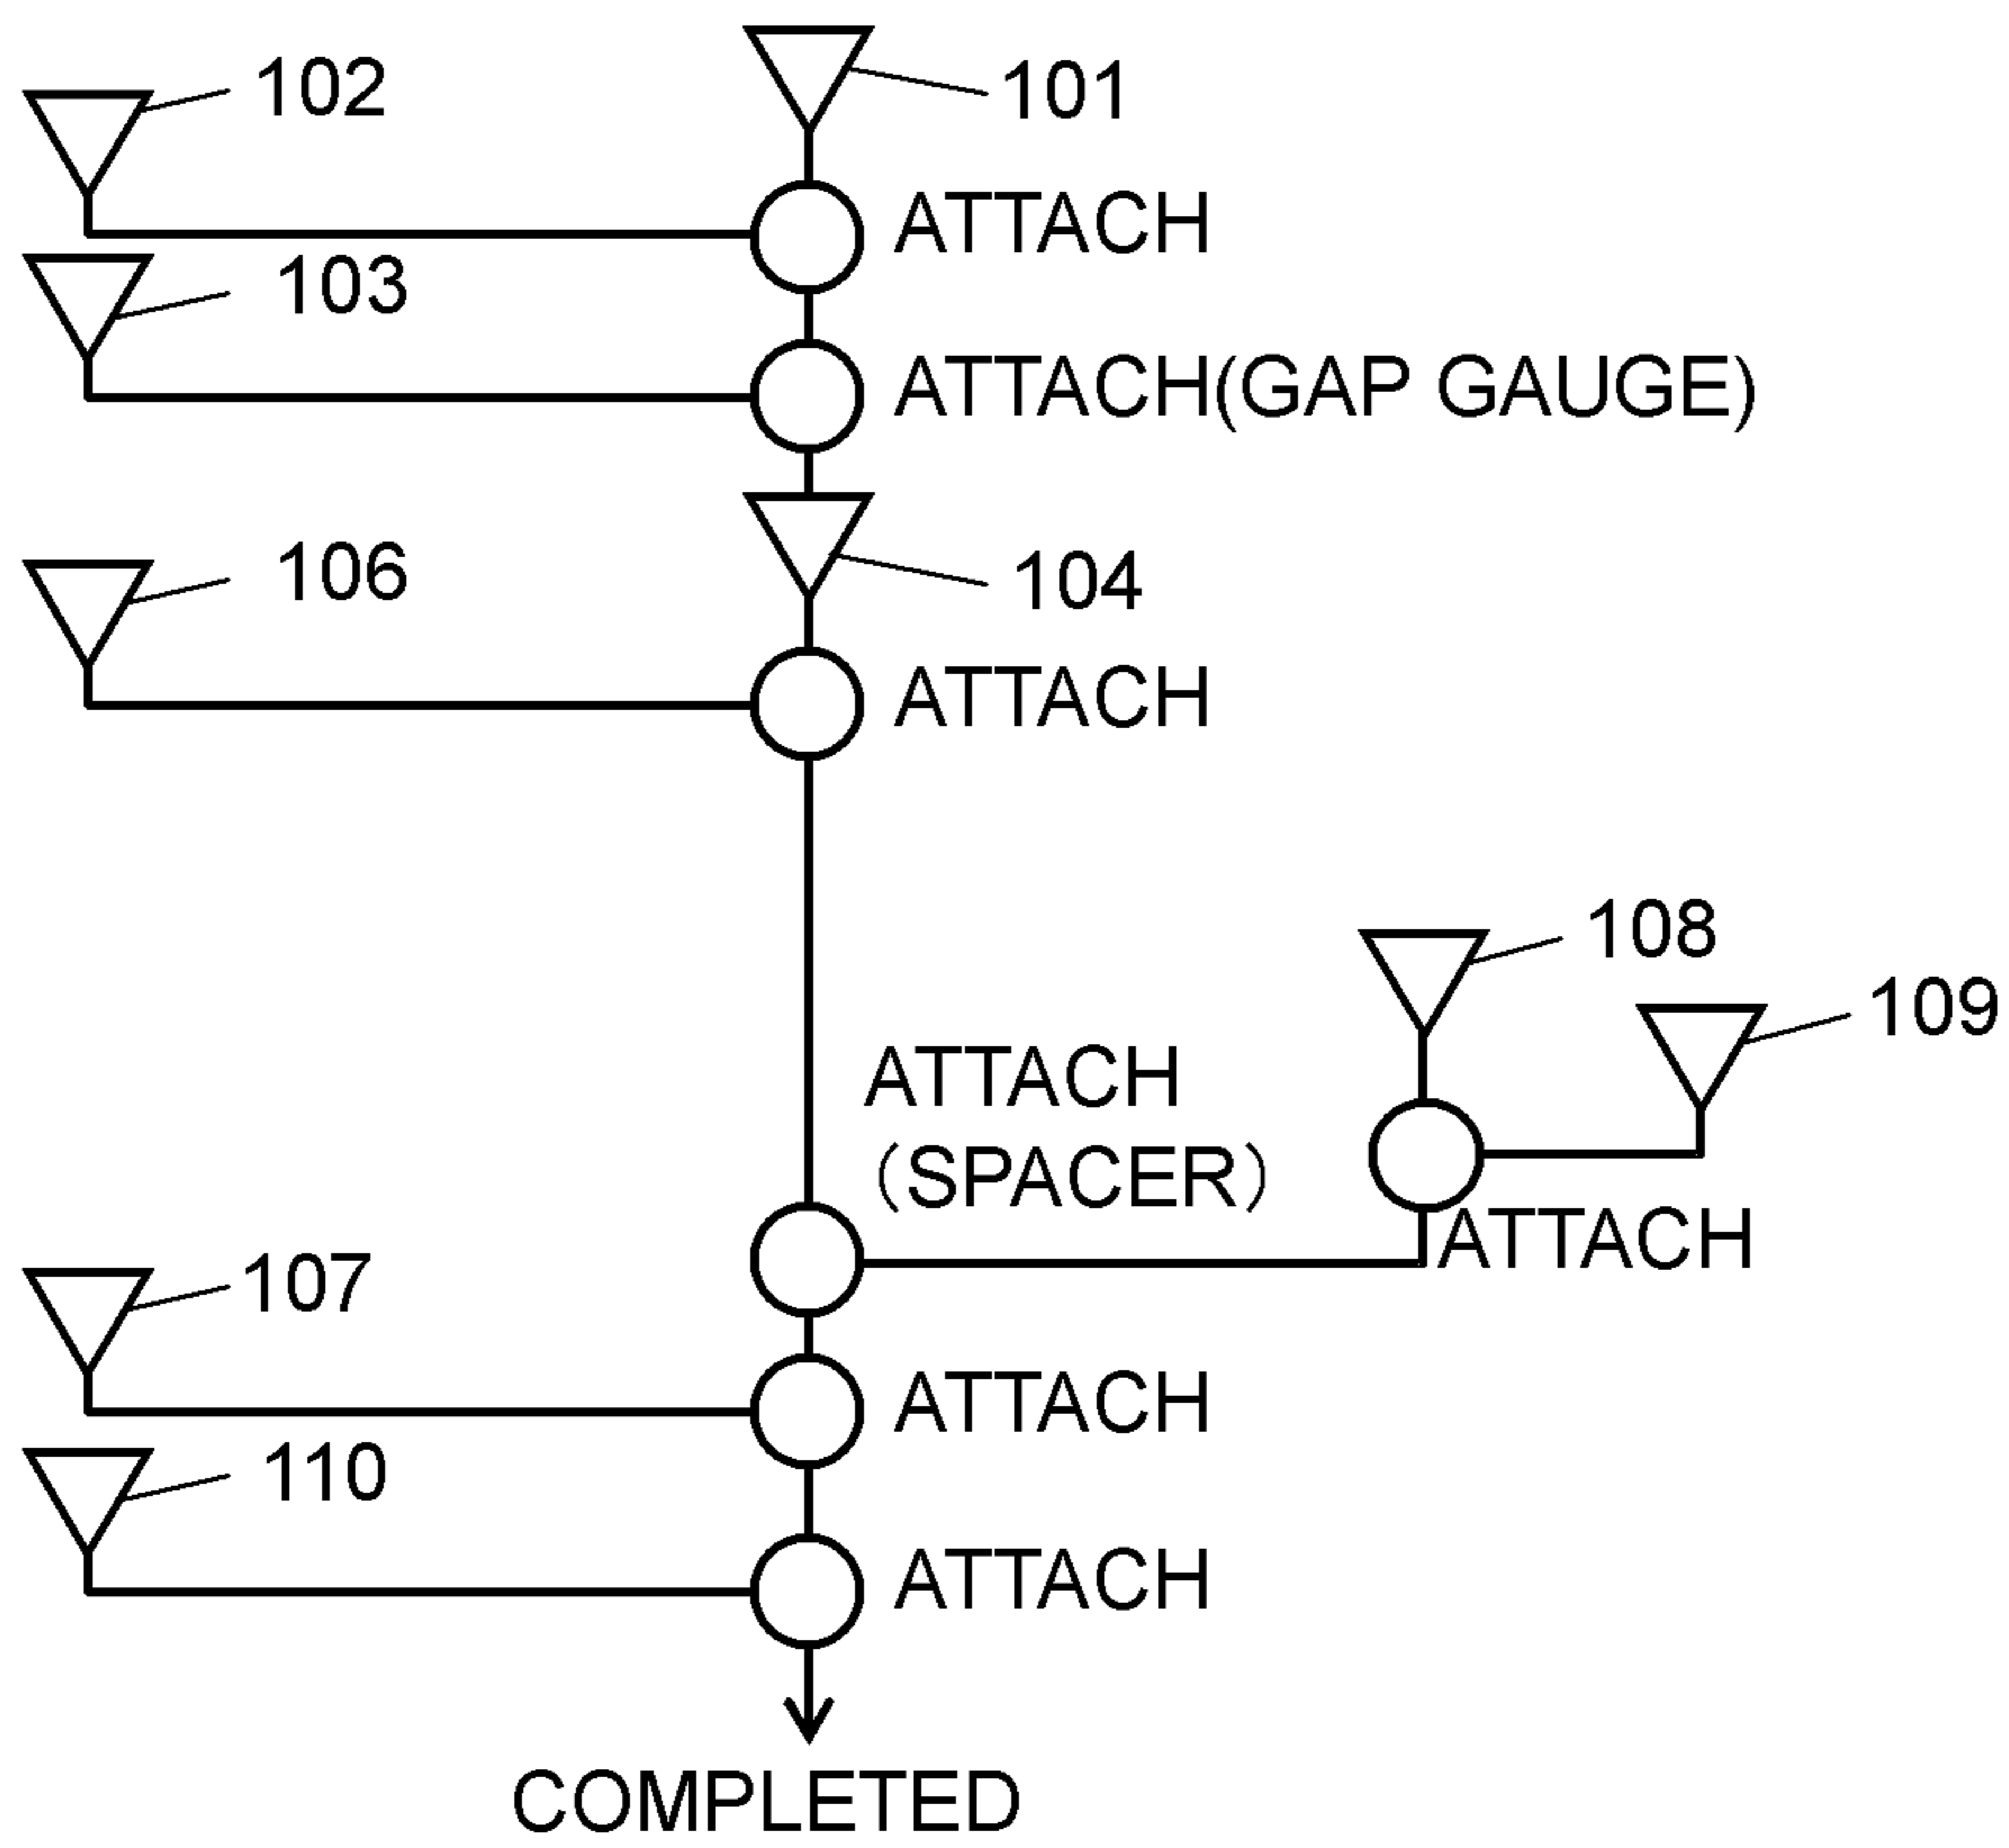 102
101
ATTACH
103
ATTACH(GAP GAUGE)
106
104
ATTACH
108
109
ATTACH
(SPACER)
ATTACH
107
ATTACH
110
ATTACH
COMPLETED